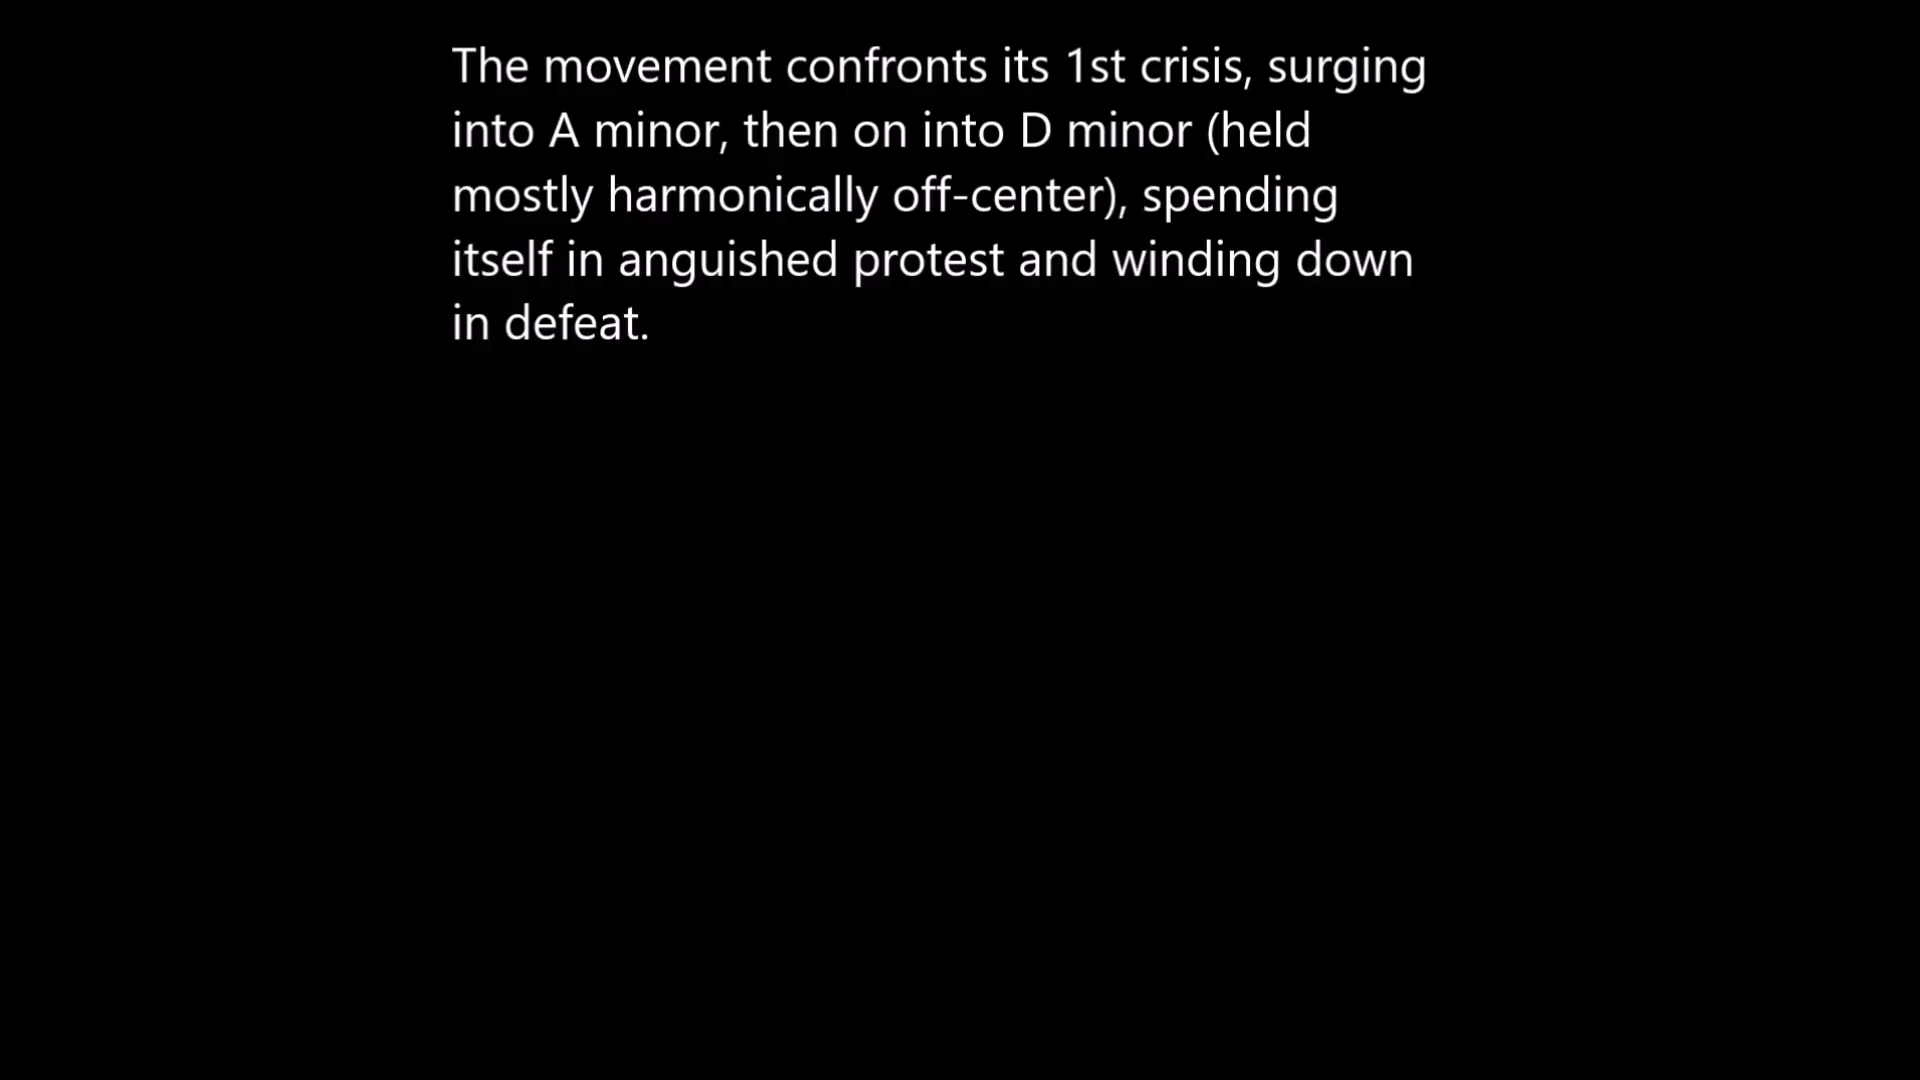 The movement confronts its 1st crisis, surging
into A minor, then on into D minor (held
mostly harmonically off-center), spending
itself in anguished protest and winding down
in defeat.